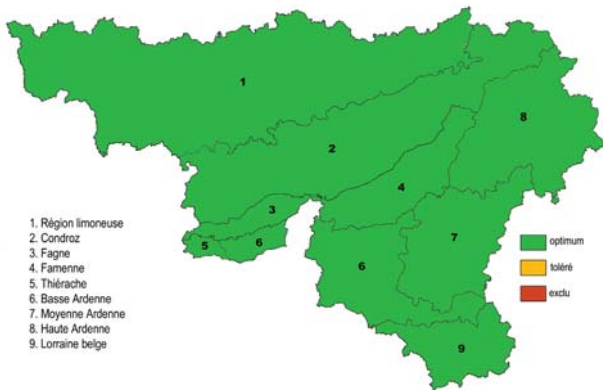 1
8
2
4
3
1. Région limoneuse
2. Condroz
3. Fagne
4. Famenne
5. Thiérache
6. Basse Ardenne
7. Moyenne Ardenne
8. Haute Ardenne
9. Lorraine belge
5
6
7
6
9
optimum
toléré
exclu